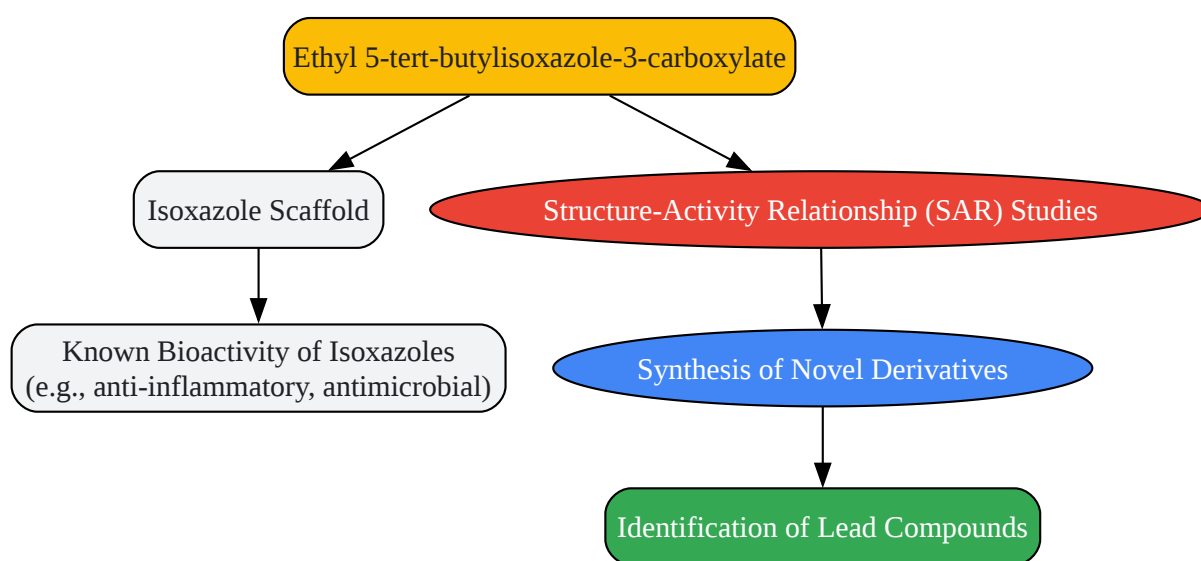 Ethyl 5-tert-butylisoxazole-3-carboxylate
Isoxazole Scaffold
Structure-Activity Relationship (SAR) Studies
Known Bioactivity of Isoxazoles
(e.g., anti-inflammatory, antimicrobial)
Synthesis of Novel Derivatives
Identification of Lead Compounds